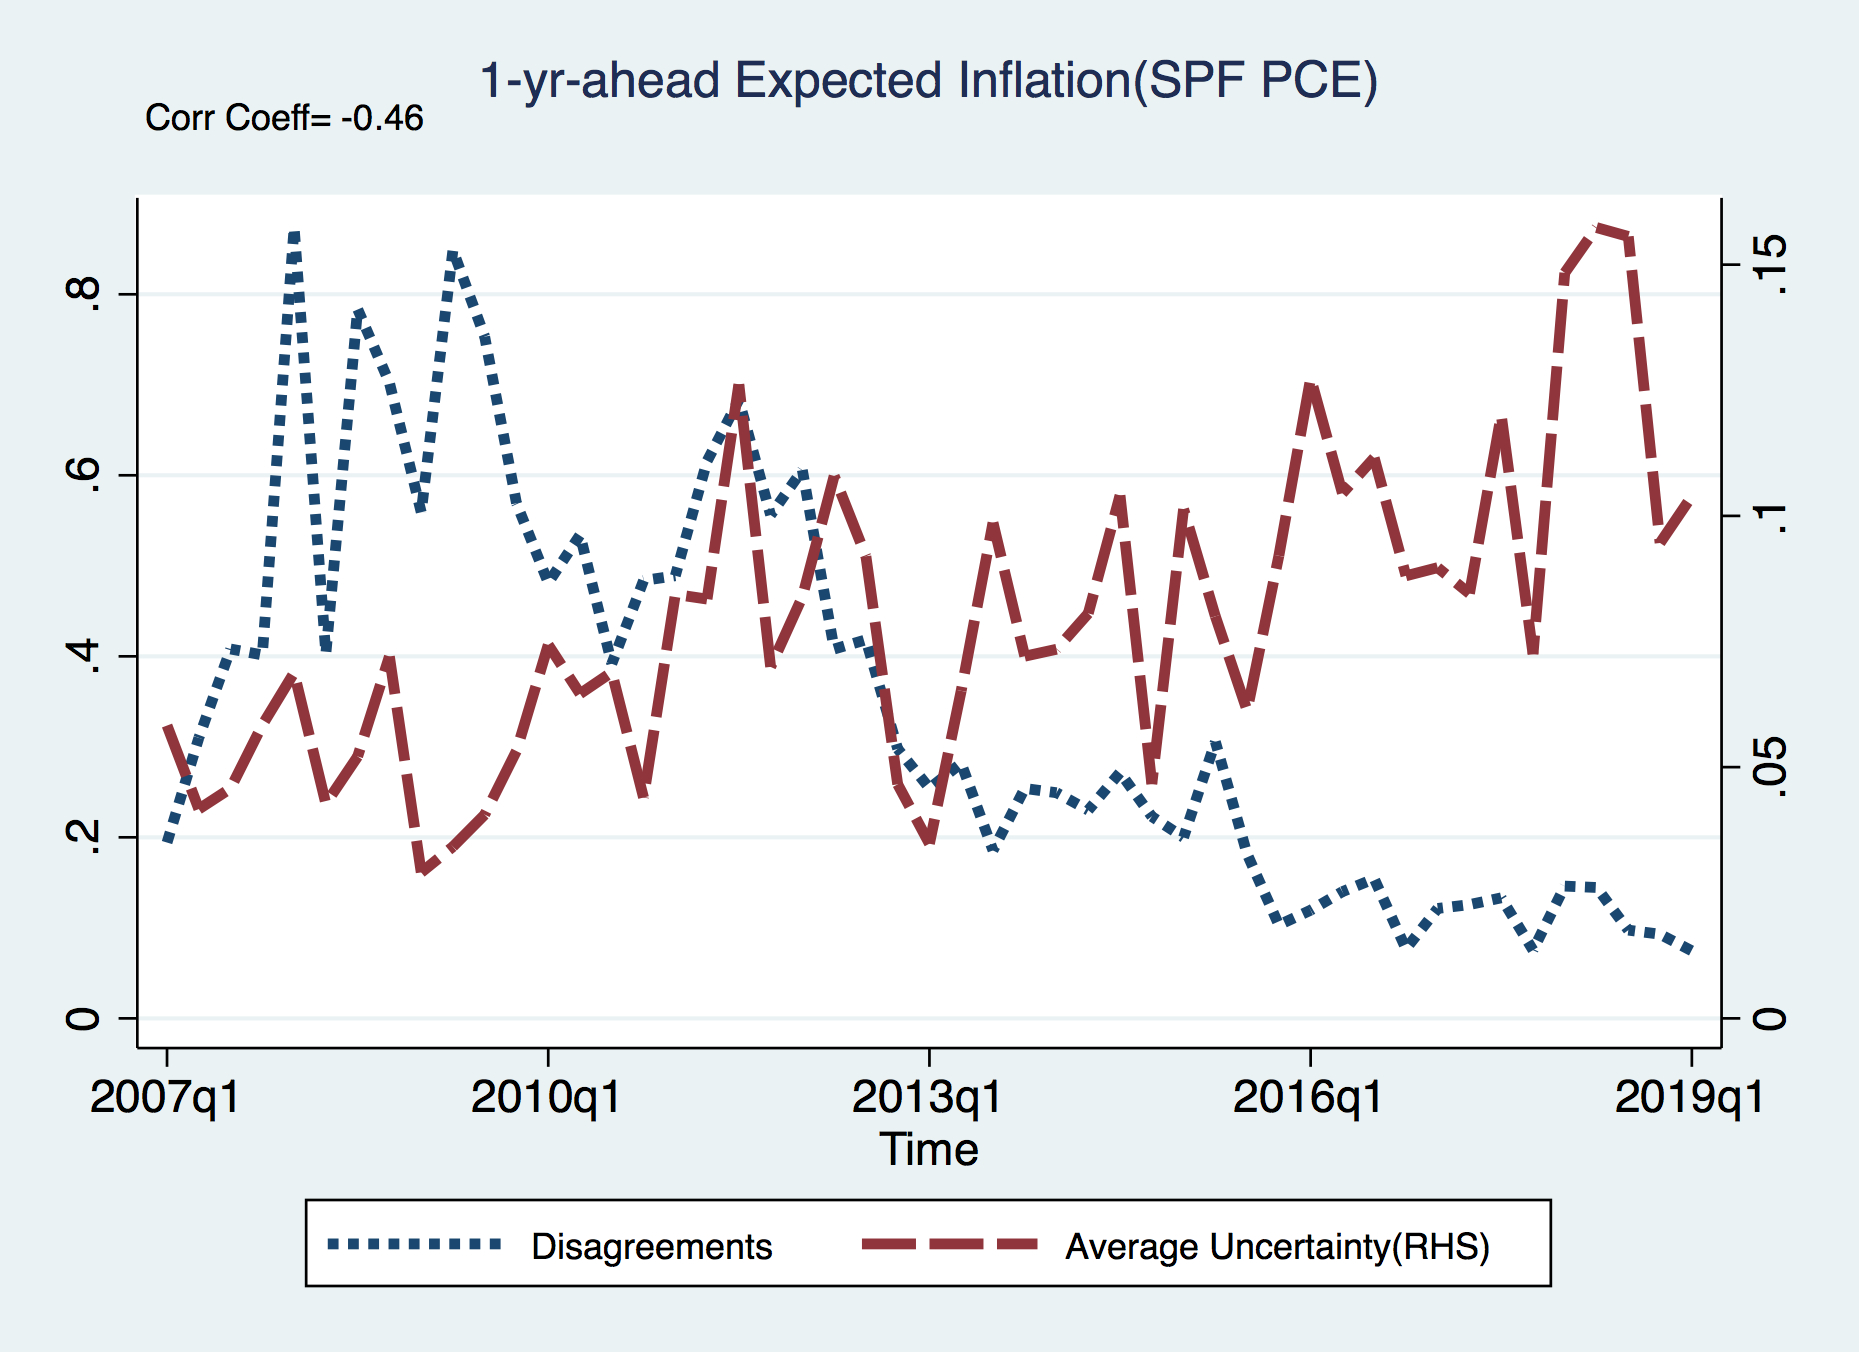 1-yr-ahead Expected Inflation(SPF PCE)
Corr Coeff= -0.46
.8
.6
.4
.2
0
.15
.1
.05
0
2007q1 2010q1 2013q1 2016q1 2019q1
Time
Disagreements Average Uncertainty(RHS)